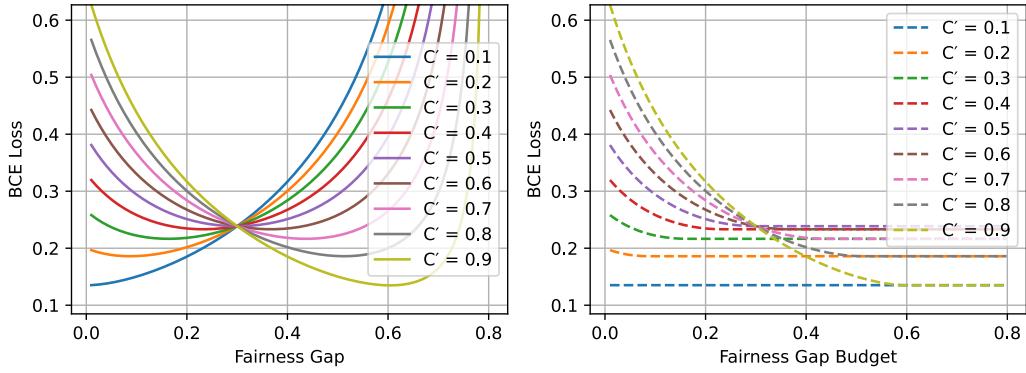 0.6
0.5
0.4
0.3
0.2
0.1
BCE Loss
0.0 0.2 0.4 0.6 0.8
Fairness Gap
C′ = 0.1
C′ = 0.2
C′ = 0.3
C′ = 0.4
C′ = 0.5
C′ = 0.6
C′ = 0.7
C′ = 0.8
C′ = 0.9
0.6
0.5
0.4
0.3
0.2
0.1
BCE Loss
0.0 0.2 0.4 0.6 0.8
Fairness Gap Budget
C′ = 0.1
C′ = 0.2
C′ = 0.3
C′ = 0.4
C′ = 0.5
C′ = 0.6
C′ = 0.7
C′ = 0.8
C′ = 0.9